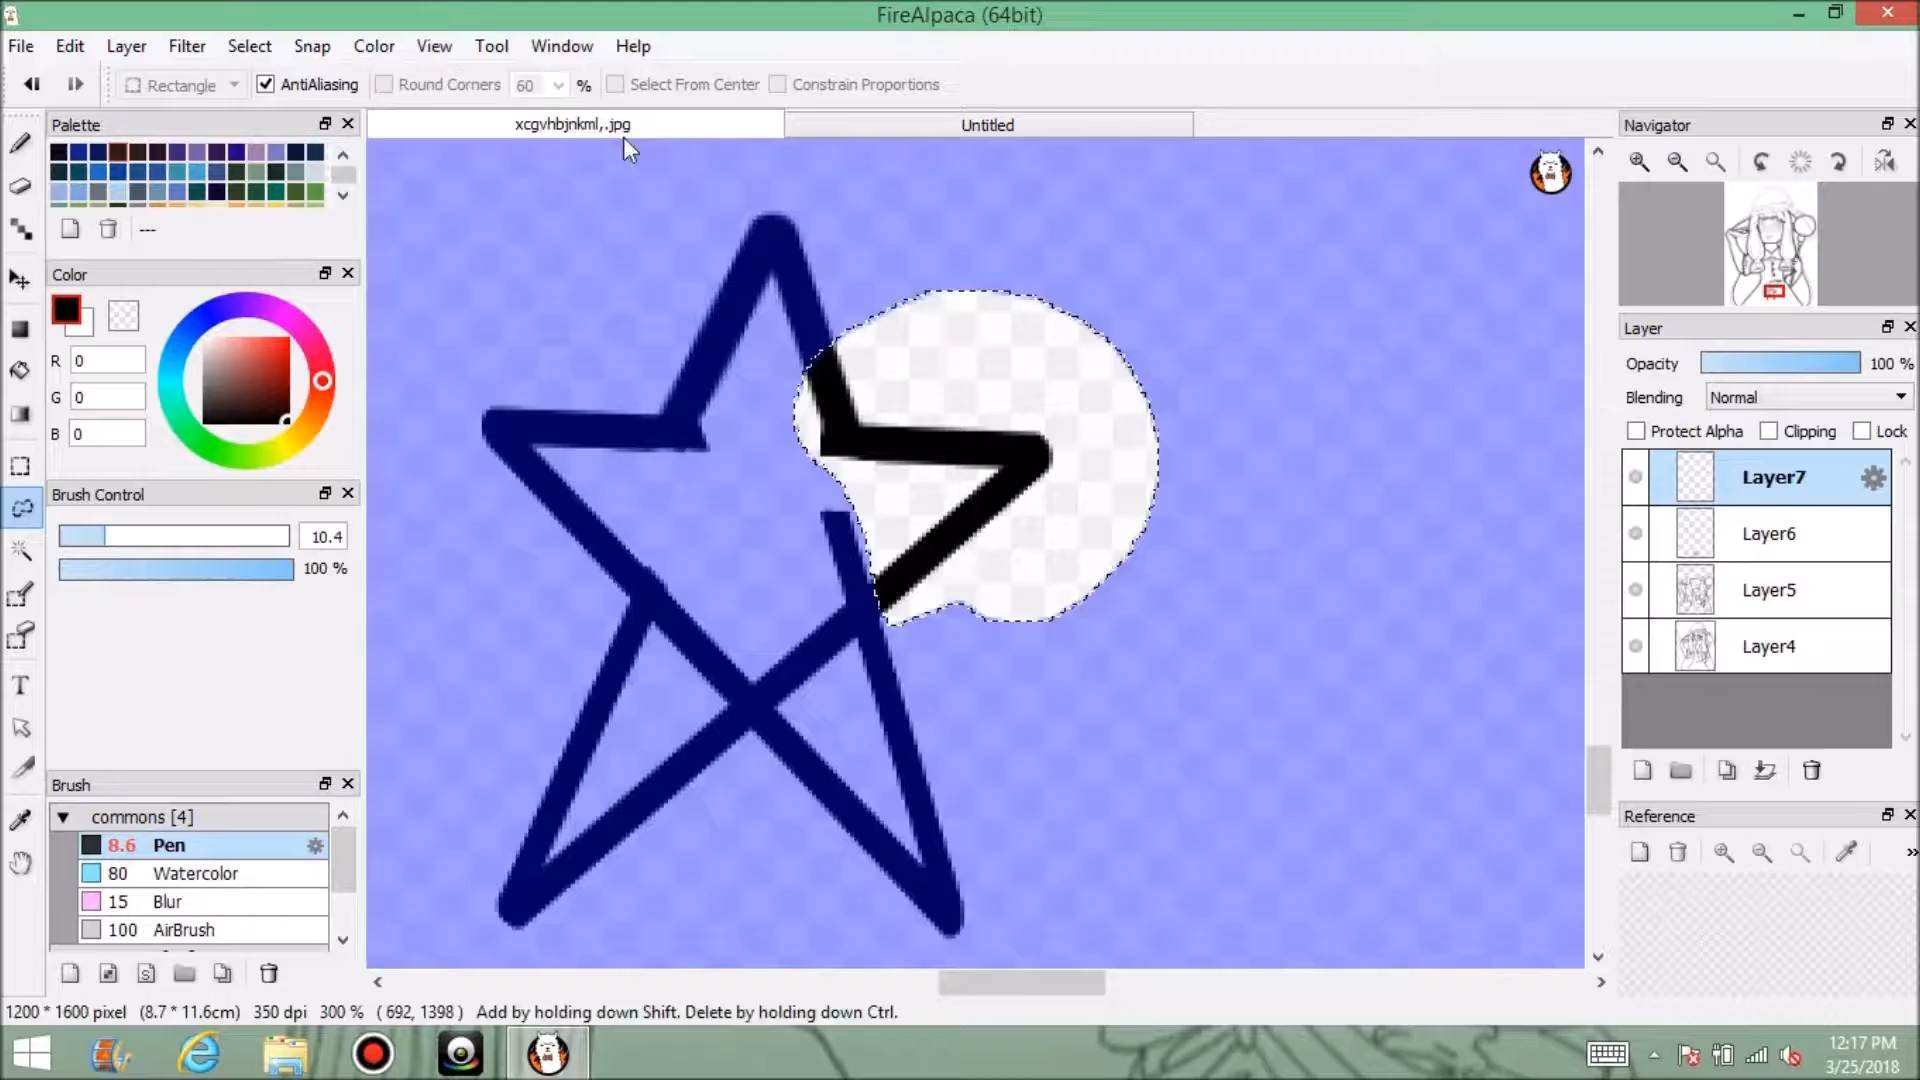 FireAlpaca (64bit)
File Edit Layer Filter Select Snap Color View Tool Window Help
Rectangle AntiAliasing Round Corners 60 % Select From Center Constrain Proportions
Palette
xcgvhbjnkml,.jpg
Untitled
Navigator
---
Color
R 0
G 0
B 0
Layer
Opacity 100 %
Blending Normal
Protect Alpha Clipping Lock
Layer7
Layer6
Layer5
Layer4
Brush Control
10.4
100 %
Brush
commons [4]
8.6 Pen
80 Watercolor
15 Blur
100 AirBrush
Reference
»
T
1200 * 1600 pixel (8.7 * 11.6cm) 350 dpi 300 % ( 692, 1398 ) Add by holding down Shift. Delete by holding down Ctrl.
12:17 PM
3/25/2018